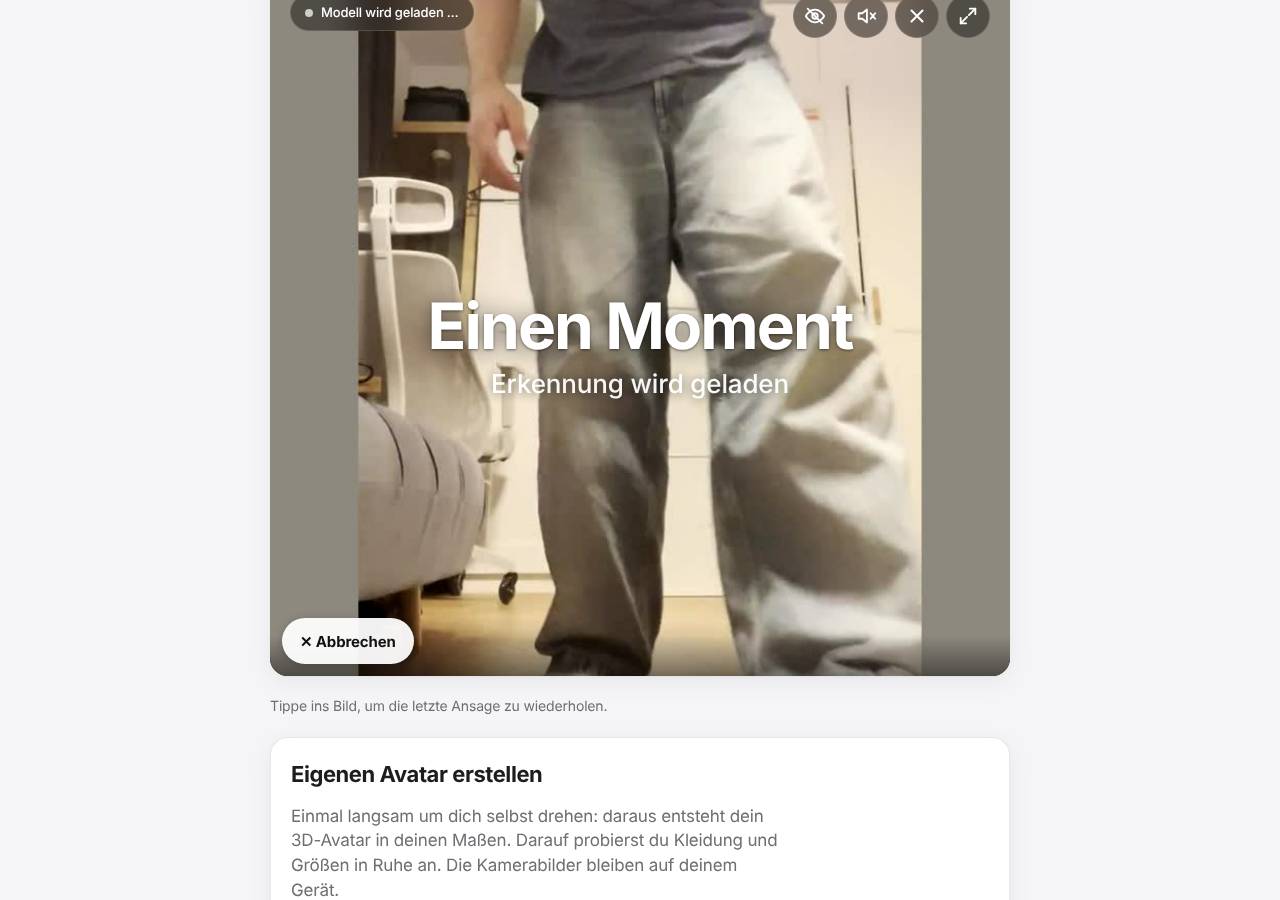 Modell wird geladen ...
Einen Moment
Erkennung wird geladen
✕ Abbrechen
Tippe ins Bild, um die letzte Ansage zu wiederholen.
Eigenen Avatar erstellen
Einmal langsam um dich selbst drehen: daraus entsteht dein
3D-Avatar in deinen Maßen. Darauf probierst du Kleidung und
Größen in Ruhe an. Die Kamerabilder bleiben auf deinem
Gerät.